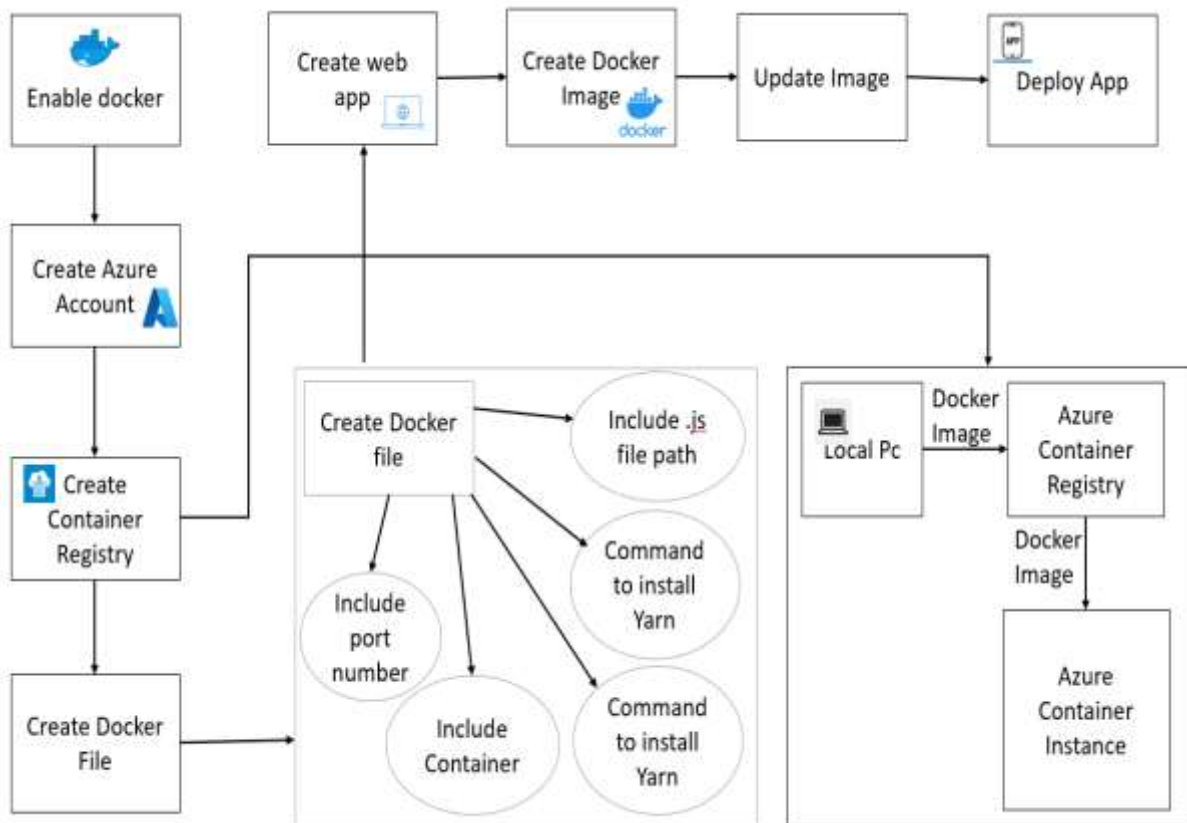 Enable docker
Create web
app
Create Docker
Image
docker
Update Image
APP
Deploy App
Create Azure
Account
Create
Container
Registry
Create Docker
File
Create Docker
file
Include .js
file path
Command
to install
Yarn
Include
port
number
Include
Container
Command
to install
Yarn
Local Pc
Docker
Image
Azure
Container
Registry
Docker
Image
Azure
Container
Instance